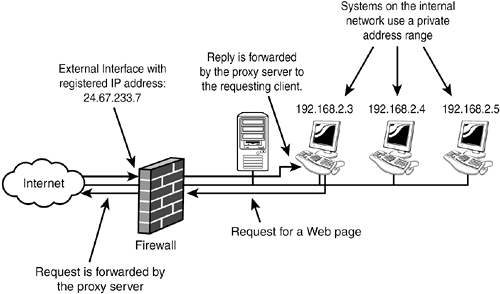 Systems on the internal
network use a private
address range
Reply is forwarded
by the proxy server to
the requesting client.
External Interface with
registered IP address:
24.67.233.7
192.168.2.3
192.168.2.4
192.168.2.5
Internet
Firewall
Request for a Web page
Request is forwarded by
the proxy server